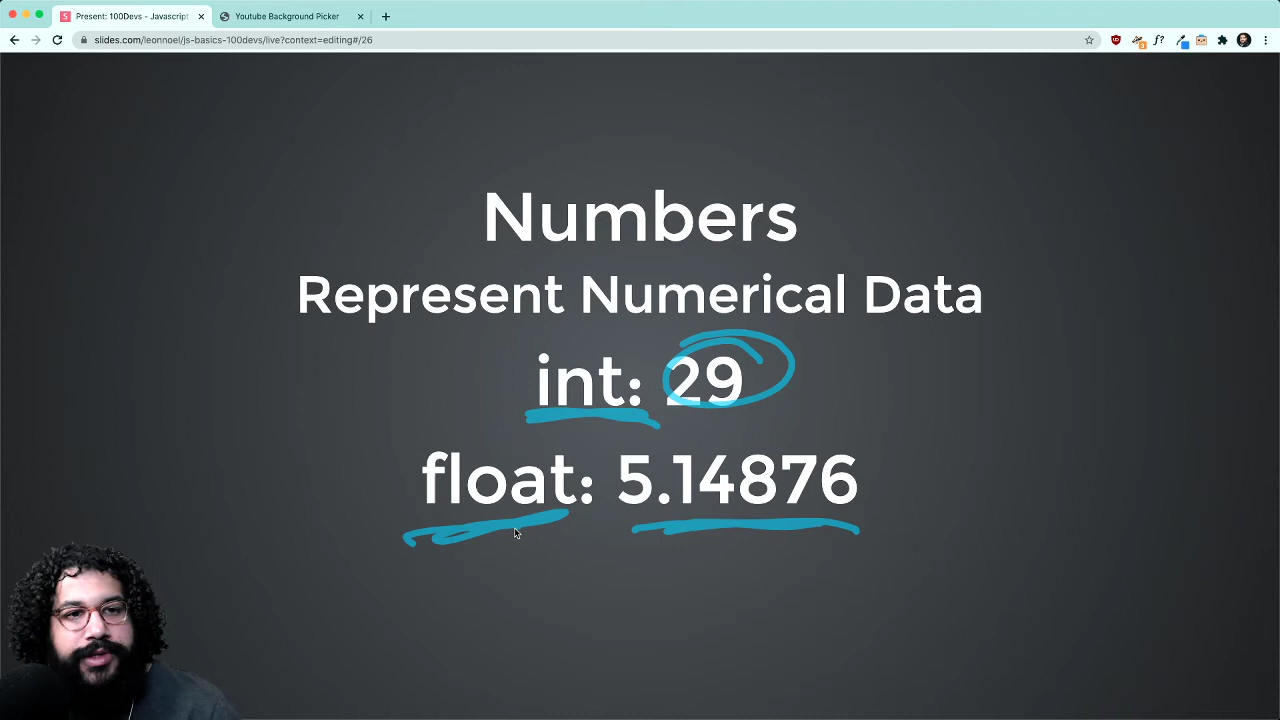 Present: 100Devs - Javascript
Youtube Background Picker
slides.com/leonnoel/js-basics-100devs/live?context=editing#/26
Numbers
Represent Numerical Data
int: 29
float: 5.14876